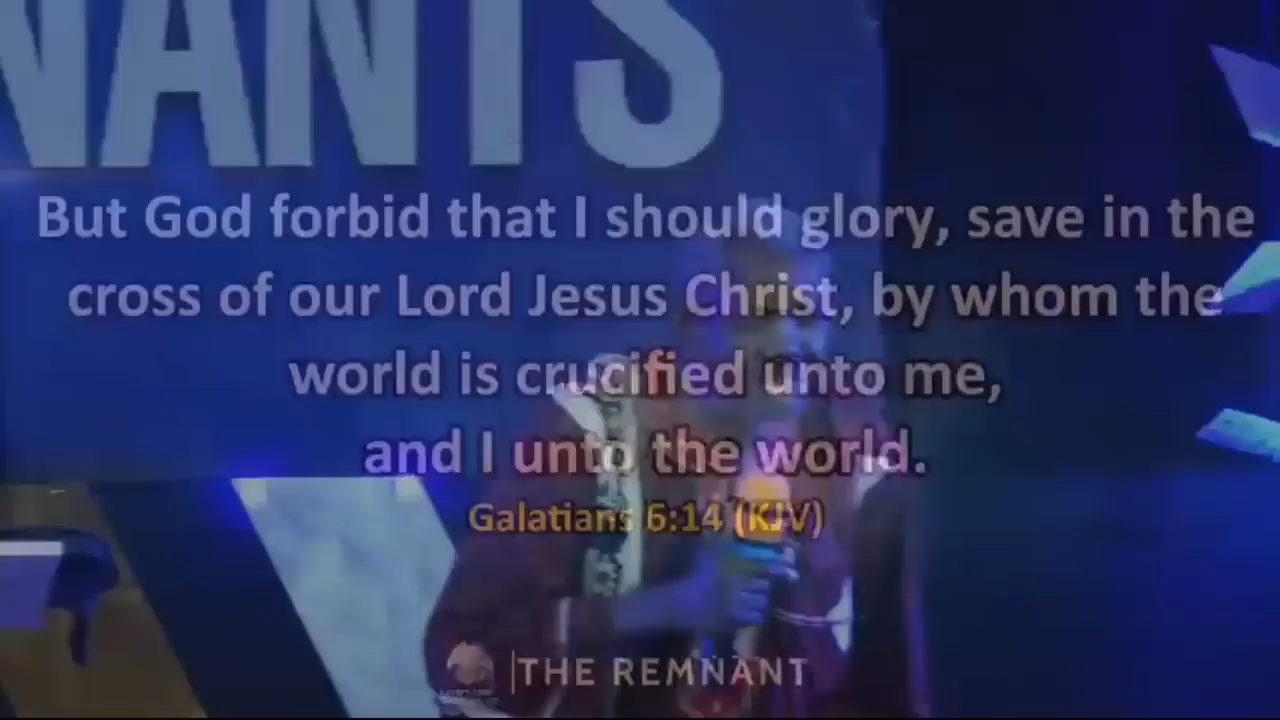 NANTS
But God forbid that I should glory, save in the
cross of our Lord Jesus Christ, by whom the
world is crucified unto me,
and I unto the world.
Galatians 6:14 (KJV)
THE REMNANT